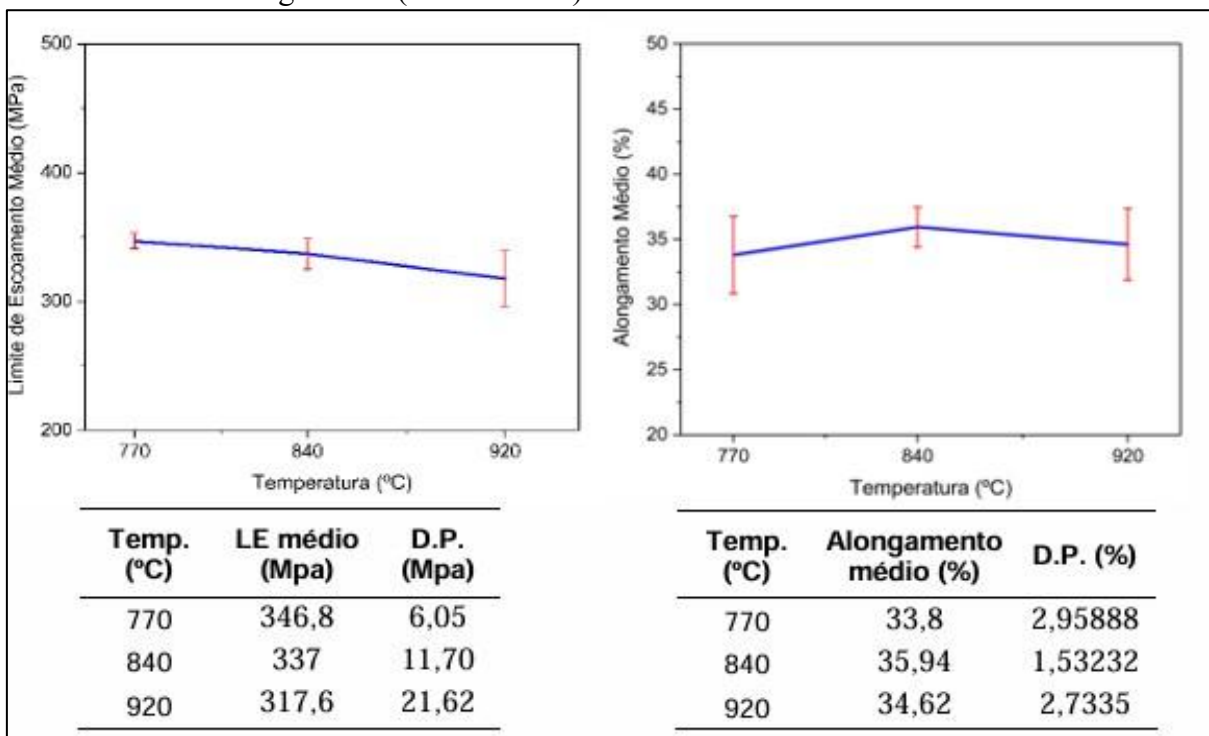 500
400
300
200
Limite de Escoamento Médio (MPa)
770 840 920
Temperatura (ºC)
50
45
40
35
30
25
20
Alongamento Médio (%)
770 840 920
Temperatura (ºC)
Temp. (ºC) LE médio (Mpa) D.P. (Mpa)
770 346,8 6,05
840 337 11,70
920 317,6 21,62
Temp. (ºC) Alongamento médio (%) D.P. (%)
770 33,8 2,95888
840 35,94 1,53232
920 34,62 2,7335